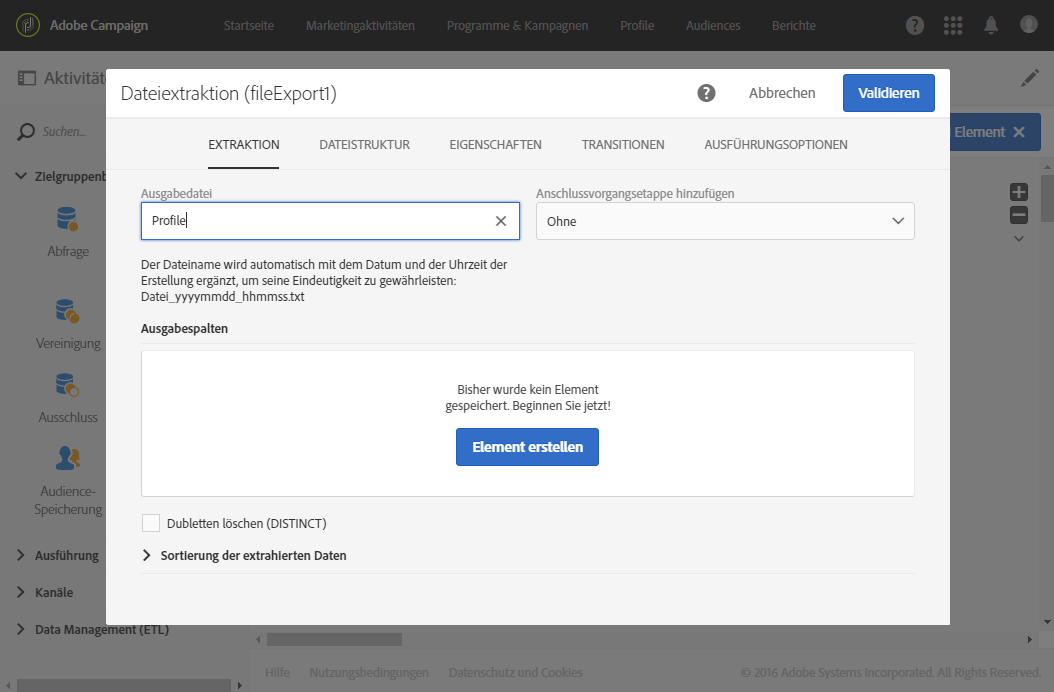 Adobe Campaign
Startseite
Marketingaktivitäten
Programme & Kampagnen
Profile
Audiences
Berichte
Aktivität
Dateiextraktion (fileExport1)
Abbrechen
Validieren
Suchen...
Element
EXTRAKTION
DATEISTRUKTUR
EIGENSCHAFTEN
TRANSITIONEN
AUSFÜHRUNGSOPTIONEN
Zielgruppenb
Abfrage
Vereinigung
Ausschluss
Audience-
Speicherung
Ausführung
Kanäle
Data Management (ETL)
Ausgabedatei
Anschlussvorgangsetappe hinzufügen
Profile
Ohne
Der Dateiname wird automatisch mit dem Datum und der Uhrzeit der
Erstellung ergänzt, um seine Eindeutigkeit zu gewährleisten:
Datei_yyyymmdd_hhmmss.txt
Ausgabespalten
Bisher wurde kein Element
gespeichert. Beginnen Sie jetzt!
Element erstellen
Dubletten löschen (DISTINCT)
Sortierung der extrahierten Daten
Hilfe
Nutzungsbedingungen
Datenschutz und Cookies
© 2016 Adobe Systems Incorporated. All Rights Reserved.